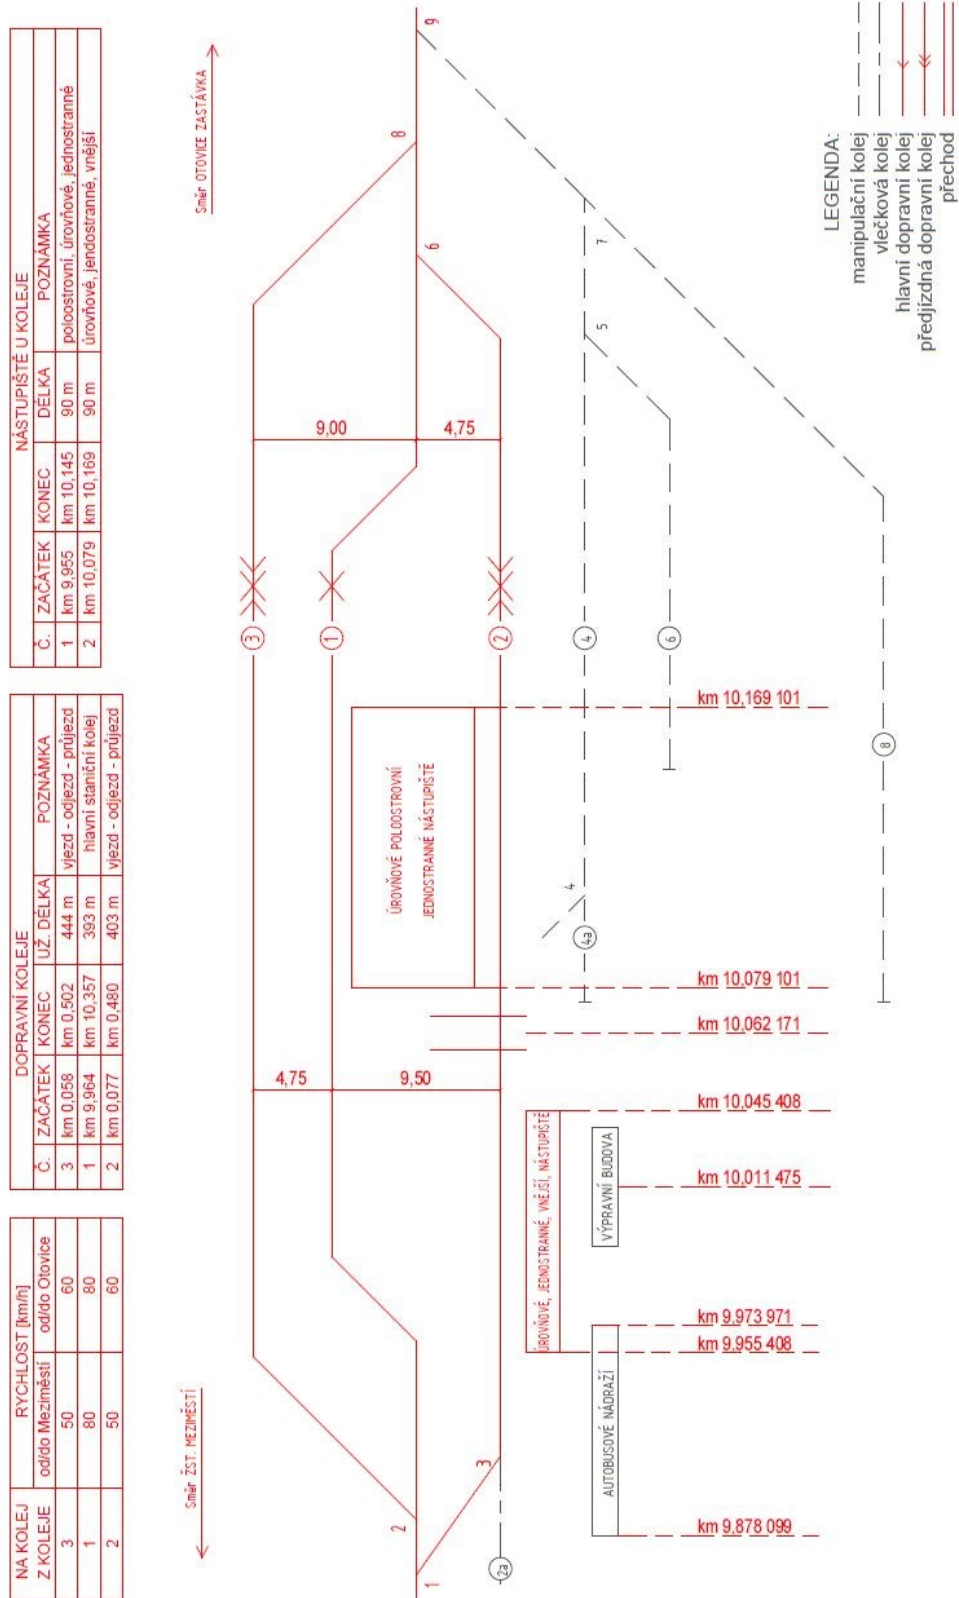 NA KOLEJ RYCHLOST [km/h]
Z KOLEJE od/do Meziměstí od/do Otovice
3 50 60
1 80 80
2 50 60
DOPRAVNÍ KOLEJE
Č. ZAČÁTEK KONEC UŽ. DÉLKA POZNÁMKA
3 km 0,058 km 0,502 444 m vjezd - odjezd - průjezd
1 km 9,964 km 10,357 393 m hlavní staniční kolej
2 km 0,077 km 0,480 403 m vjezd - odjezd - průjezd
NÁSTUPIŠTĚ U KOLEJE
Č. ZAČÁTEK KONEC DÉLKA POZNÁMKA
1 km 9,955 km 10,145 90 m poloostrovní, úrovňové, jednostranné
2 km 10,079 km 10,169 90 m úrovňové, jendostranné, vnější
Směr ŽST. MEZIMĚSTÍ
Směr OTOVICE ZASTÁVKA
3
4,75
9,00
1
1
2
6
8
9
9,50
4,75
ÚROVŇOVÉ POLOOSTROVNÍ
JEDNOSTRANNÉ NÁSTUPIŠTĚ
2a
3
2
ÚROVŇOVÉ, JEDNOSTRANNÉ, VNĚJŠÍ, NÁSTUPIŠTĚ
4a
4
4
5
7
AUTOBUSOVÉ NÁDRAŽÍ
VÝPRAVNÍ BUDOVA
6
km 9,878 099
km 9,955 408
km 9,973 971
km 10,011 475
km 10,045 408
km 10,062 171
km 10,079 101
km 10,169 101
8
LEGENDA:
manipulační kolej
vlečková kolej
hlavní dopravní kolej
předjízdná dopravní kolej
přechod